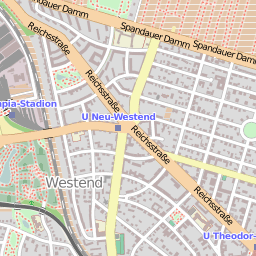 Spandauer Damm
Reichsstraße
Spandauer Damm
Spandauer Damm
Reichsstraße
pia-Stadion
U Neu-Westend
Reichsstraße
Westend
Reichsstraße
U Theodor-